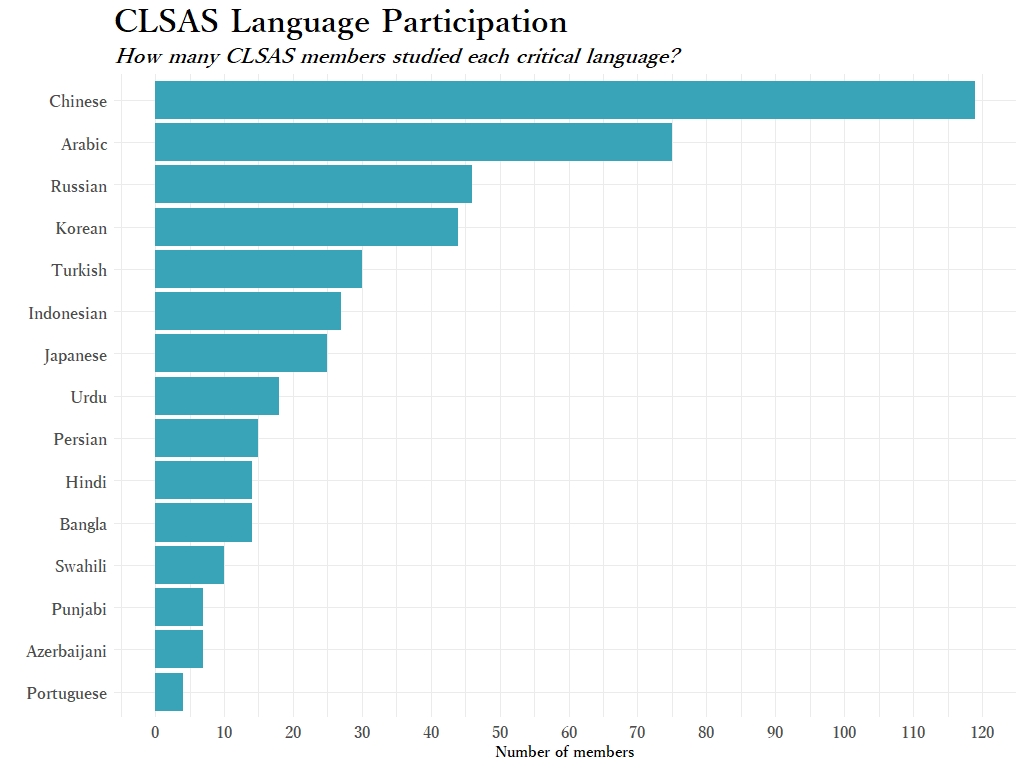 CLSAS Language Participation
How many CLSAS members studied each critical language?
Chinese
Arabic
Russian
Korean
Turkish
Indonesian
Japanese
Urdu
Persian
Hindi
Bangla
Swahili
Punjabi
Azerbaijani
Portuguese
0 10 20 30 40 50 60 70 80 90 100 110 120
Number of members